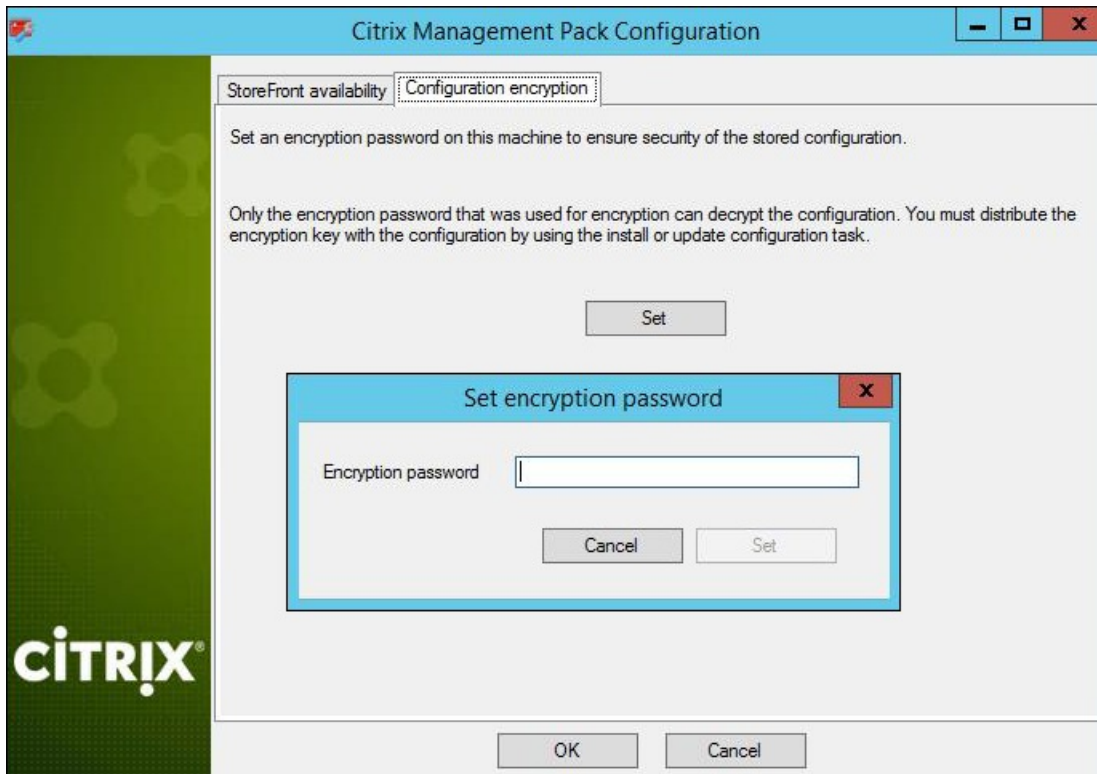 Citrix Management Pack Configuration
StoreFront availability
Configuration encryption
Set an encryption password on this machine to ensure security of the stored configuration.
Only the encryption password that was used for encryption can decrypt the configuration. You must distribute the
encryption key with the configuration by using the install or update configuration task.
Set
Set encryption password
Encryption password
Cancel
Set
CİTRIX®
OK
Cancel